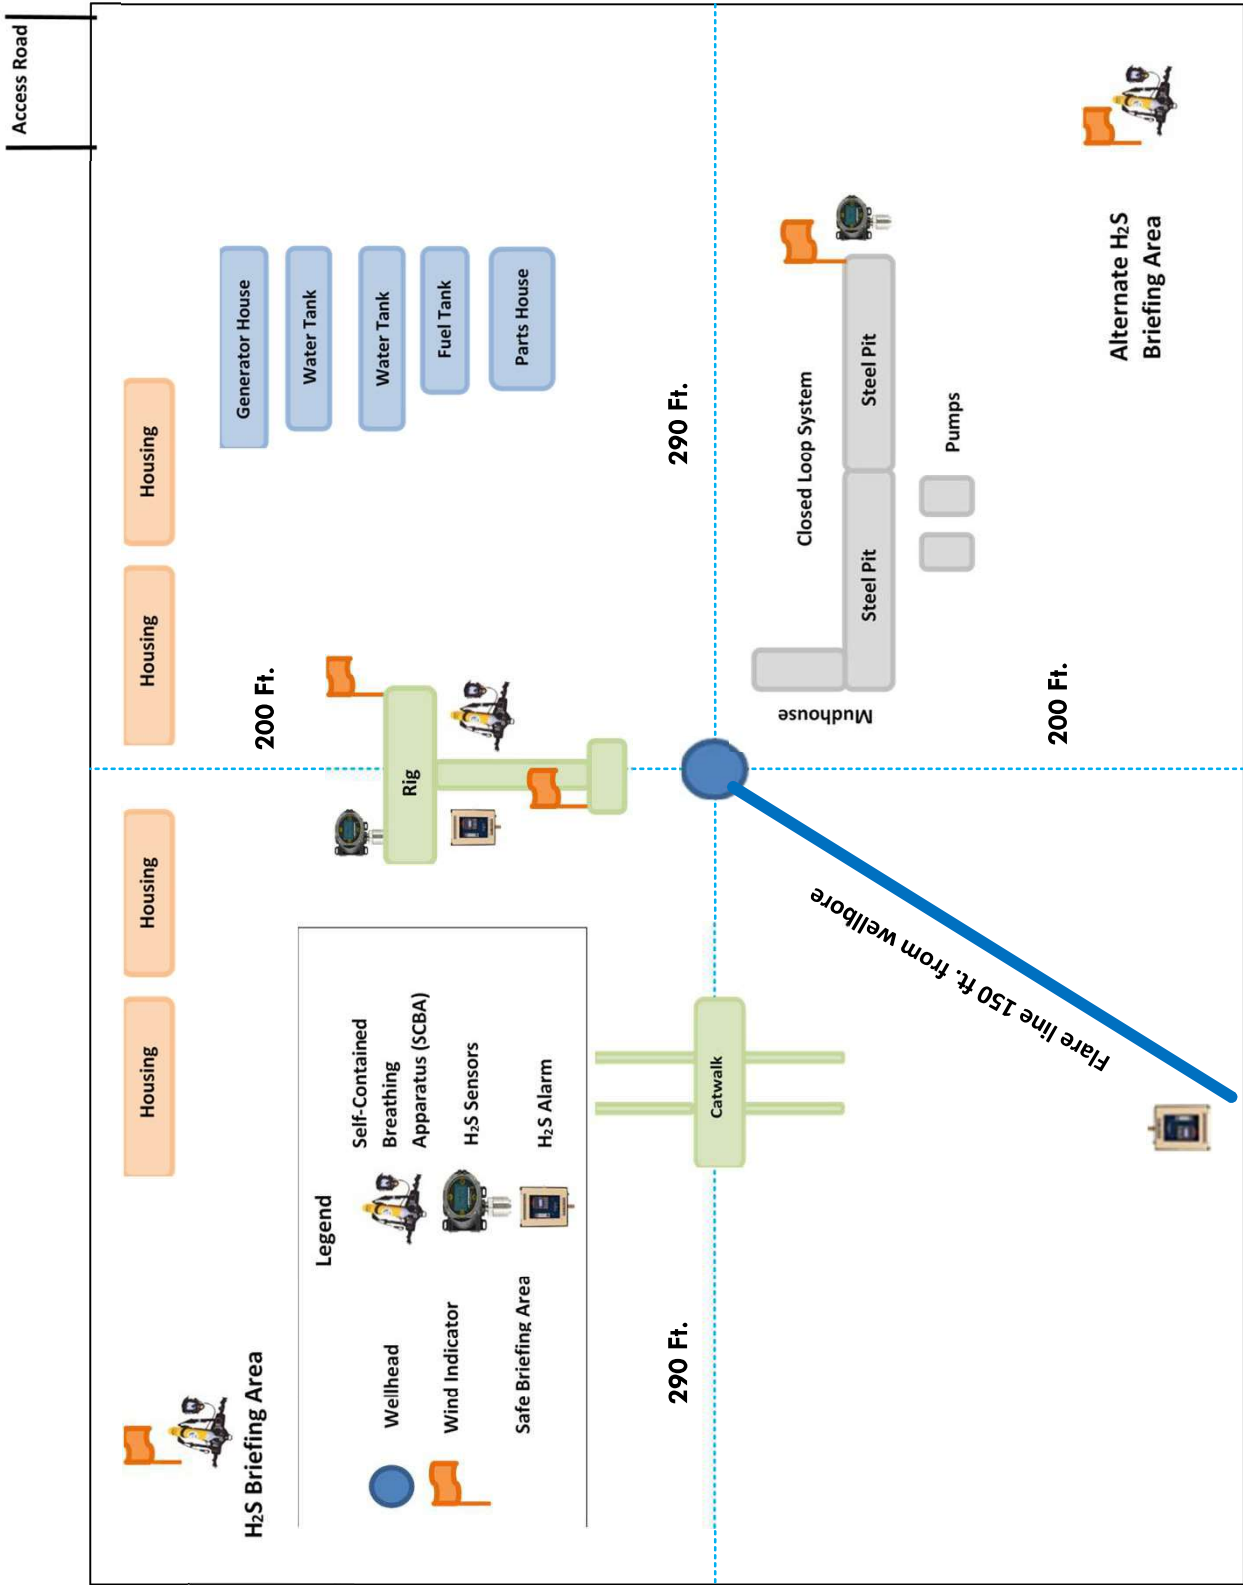 Access Road
Housing
Housing
Housing
Housing
Generator House
Water Tank
Water Tank
Fuel Tank
Parts House
200 Ft.
290 Ft.
Rig
H₂S Briefing Area
Legend
Wellhead
Wind Indicator
Safe Briefing Area
Self-Contained
Breathing
Apparatus (SCBA)
H₂S Sensors
H₂S Alarm
290 Ft.
Catwalk
Flare line 150 ft. from wellbore
Mudhouse
Closed Loop System
Steel Pit
Steel Pit
Pumps
200 Ft.
Alternate H₂S
Briefing Area